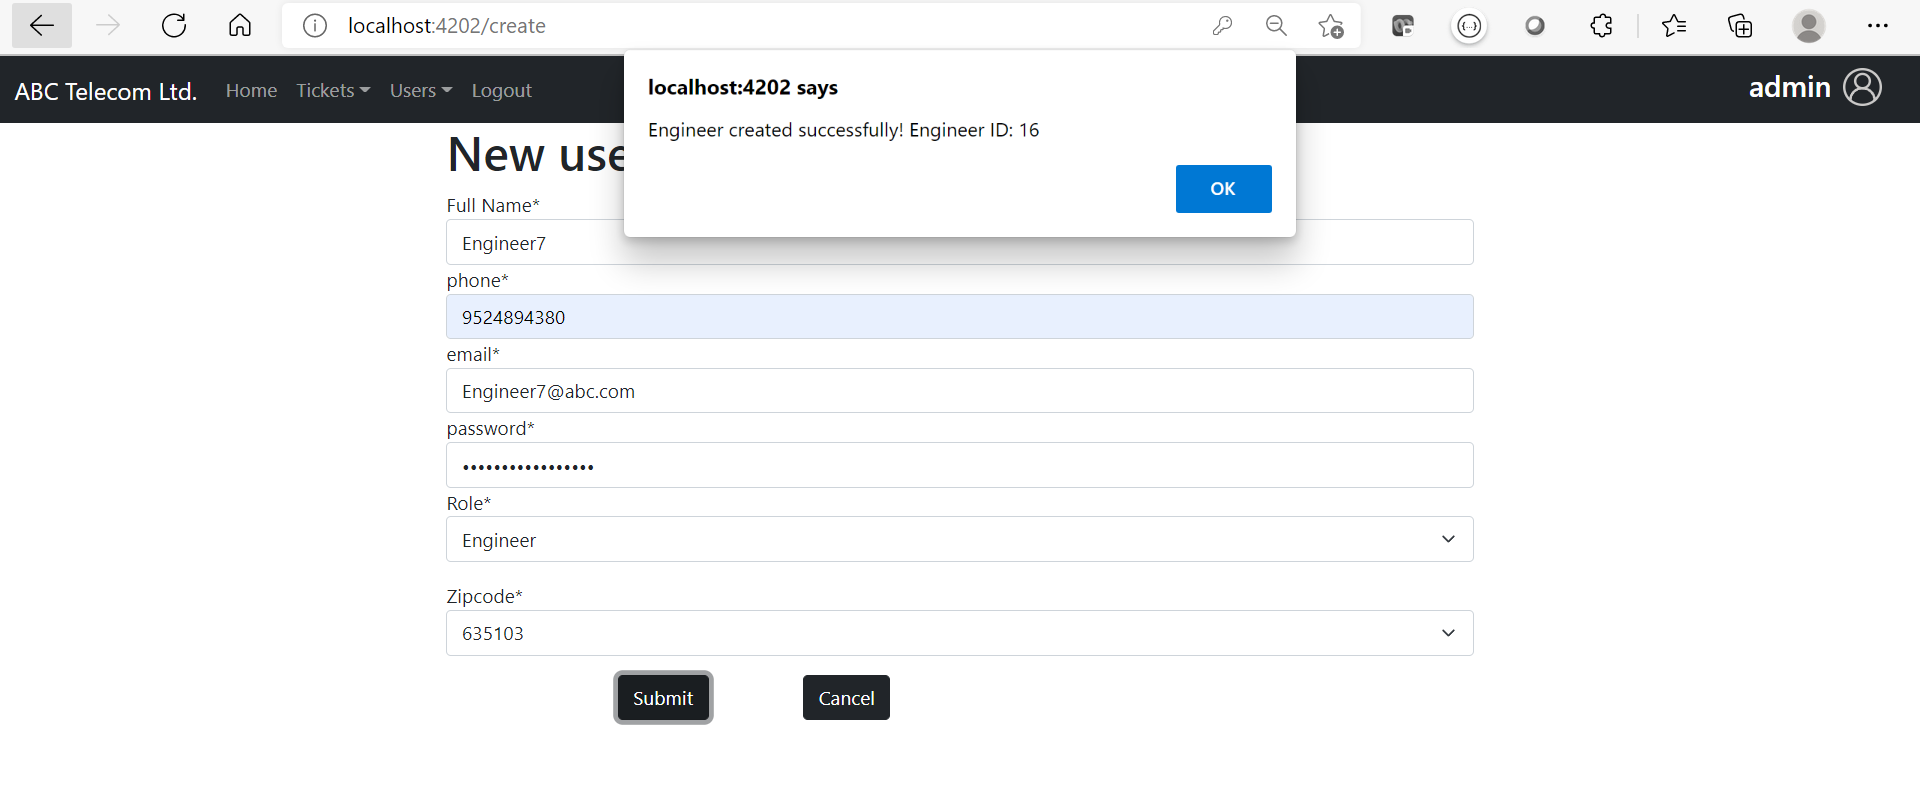 localhost:4202/create
ABC Telecom Ltd. Home Tickets Users Logout admin
localhost:4202 says
Engineer created successfully! Engineer ID: 16
OK
New use
Full Name*
Engineer7
phone*
9524894380
email*
Engineer7@abc.com
password*
•••••••••••••••••
Role*
Engineer
Zipcode*
635103
Submit Cancel